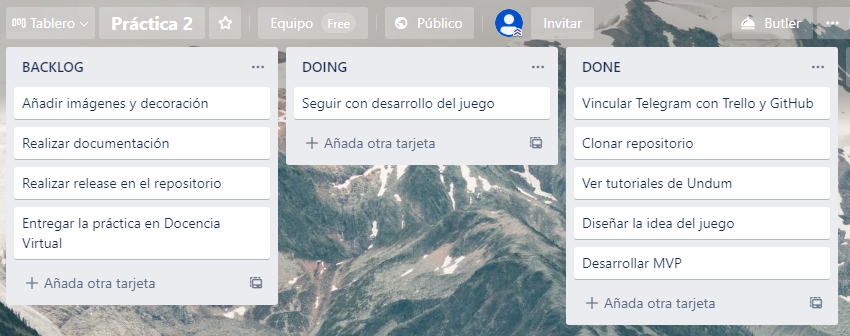 Tablero
Práctica 2
Equipo Free
Público
Invitar
Butler
BACKLOG
Añadir imágenes y decoración
Realizar documentación
Realizar release en el repositorio
Entregar la práctica en Docencia
Virtual
+ Añada otra tarjeta
DOING
Seguir con desarrollo del juego
+ Añada otra tarjeta
DONE
Vincular Telegram con Trello y GitHub
Clonar repositorio
Ver tutoriales de Undum
Diseñar la idea del juego
Desarrollar MVP
+ Añada otra tarjeta